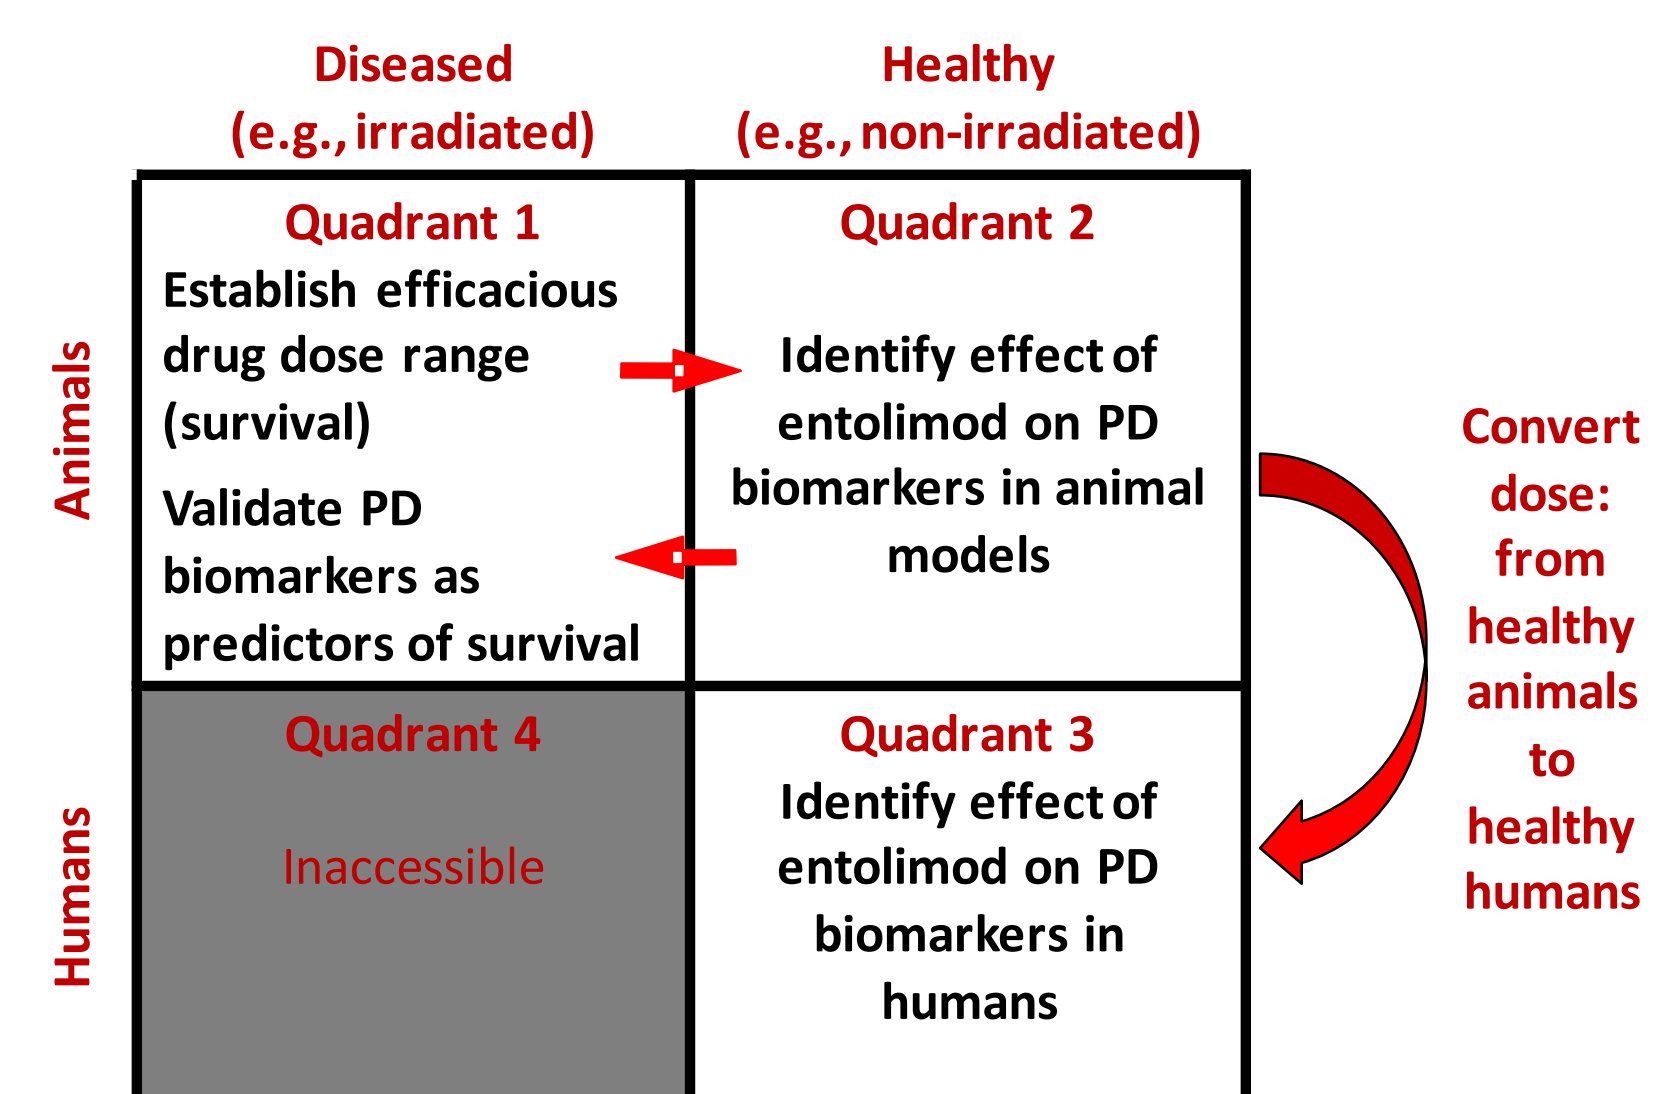 Diseased
(e.g., irradiated)
Healthy
(e.g., non-irradiated)
Animals
Quadrant 1
Establish efficacious
drug dose range
(survival)
Validate PD
biomarkers as
predictors of survival
Quadrant 2
Identify effect of
entolimod on PD
biomarkers in animal
models
Convert
dose:
from
healthy
animals
to
healthy
humans
Humans
Quadrant 4
Inaccessible
Quadrant 3
Identify effect of
entolimod on PD
biomarkers in
humans